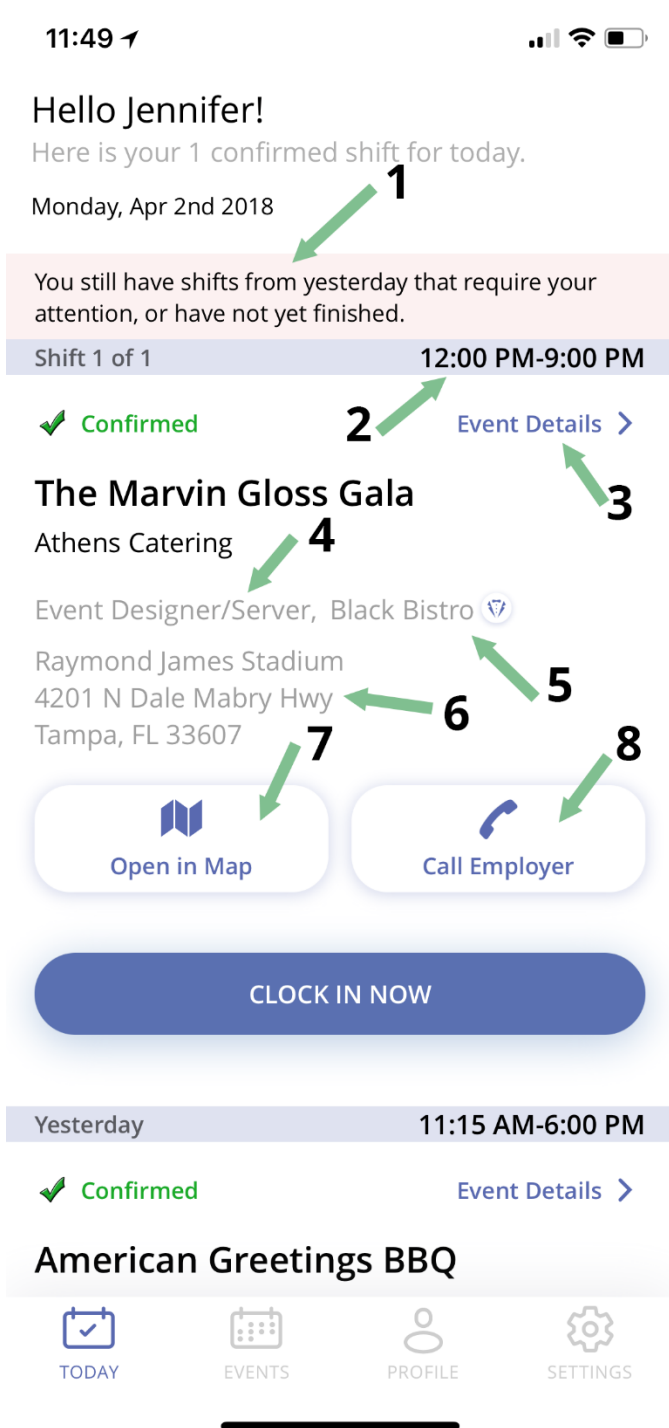 11:49
Hello Jennifer!
Here is your 1 confirmed shift for today.
1
Monday, Apr 2nd 2018
You still have shifts from yesterday that require your
attention, or have not yet finished.
Shift 1 of 1 12:00 PM-9:00 PM
2
Confirmed Event Details
3
The Marvin Gloss Gala
4
Athens Catering
Event Designer/Server, Black Bistro
5
Raymond James Stadium
4201 N Dale Mabry Hwy
6
Tampa, FL 33607
7
8
Open in Map Call Employer
CLOCK IN NOW
Yesterday 11:15 AM-6:00 PM
Confirmed Event Details
American Greetings BBQ
TODAY EVENTS PROFILE SETTINGS